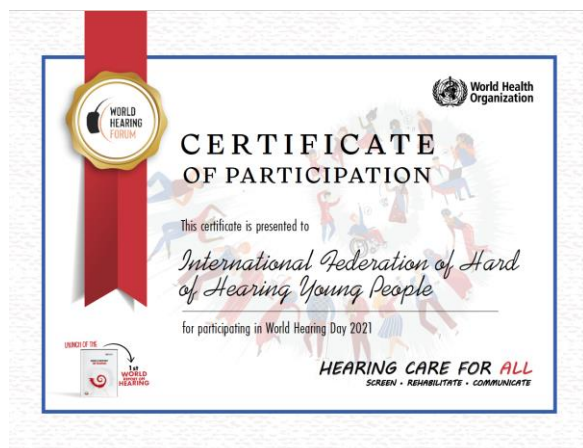 WORLD
HEARING
FORUM
World Health
Organization
CERTIFICATE
OF PARTICIPATION
This certificate is presented to
International Federation of Hard
of Hearing Young People
for participating in World Hearing Day 2021
LAUNCH OF THE
1st
WORLD
REPORT ON
HEARING
HEARING CARE FOR ALL
SCREEN • REHABILITATE • COMMUNICATE